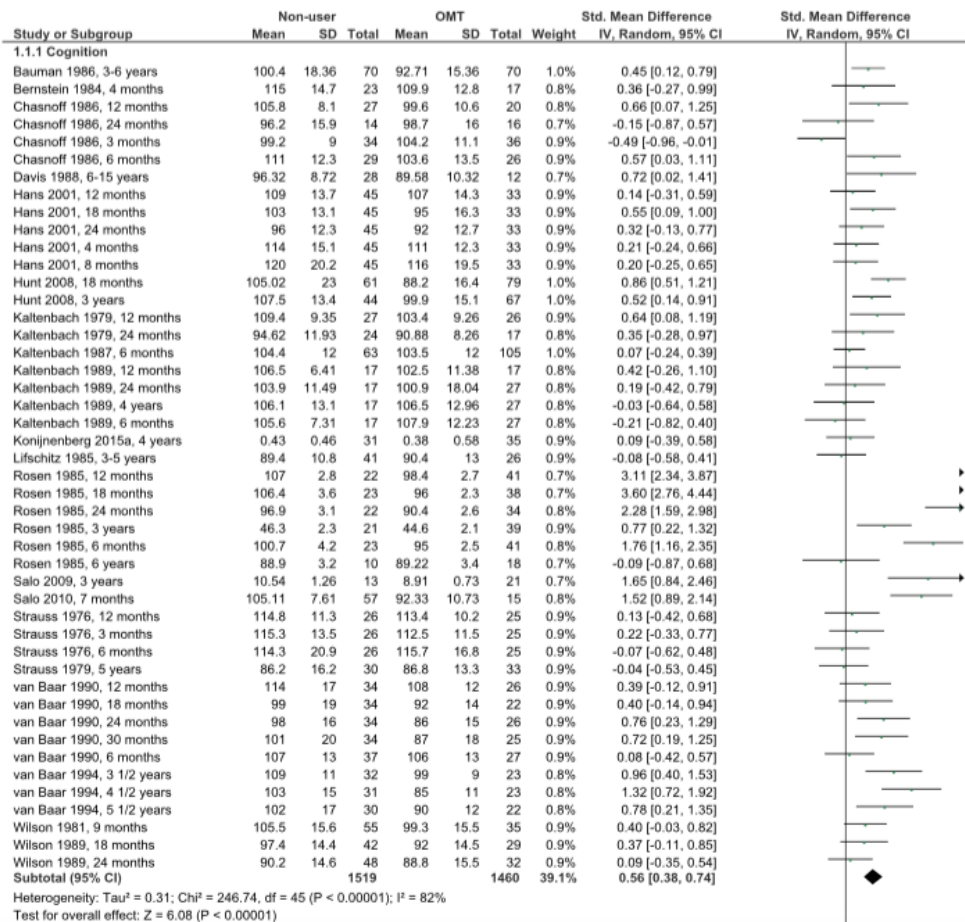 Non-user OMT Std. Mean Difference Std. Mean Difference
Study or Subgroup Mean SD Total Mean SD Total Weight IV, Random, 95% CI IV, Random, 95% CI
1.1.1 Cognition
Bauman 1986, 3-6 years 100.4 18.36 70 92.71 15.36 70 1.0% 0.45 [0.12, 0.79]
Bernstein 1984, 4 months 115 14.7 23 109.9 12.8 17 0.8% 0.36 [-0.27, 0.99]
Chasnoff 1986, 12 months 105.8 8.1 27 99.6 10.6 20 0.8% 0.66 [0.07, 1.25]
Chasnoff 1986, 24 months 96.2 15.9 14 98.7 16 16 0.7% -0.15 [-0.87, 0.57]
Chasnoff 1986, 3 months 99.2 9 34 104.2 11.1 36 0.9% -0.49 [-0.96, -0.01]
Chasnoff 1986, 6 months 111 12.3 29 103.6 13.5 26 0.9% 0.57 [0.03, 1.11]
Davis 1988, 6-15 years 96.32 8.72 28 89.58 10.32 12 0.8% 0.72 [0.02, 1.41]
Hans 2001, 12 months 109 13.7 45 107 14.3 33 0.9% 0.14 [-0.31, 0.59]
Hans 2001, 18 months 103 13.1 45 95 16.3 33 0.9% 0.55 [0.09, 1.00]
Hans 2001, 24 months 96 12.3 45 92 12.7 33 0.9% 0.32 [-0.13, 0.77]
Hans 2001, 4 months 114 15.1 45 111 12.3 33 0.9% 0.21 [-0.24, 0.66]
Hans 2001, 8 months 120 20.2 45 116 19.5 33 0.9% 0.20 [-0.25, 0.65]
Hunt 2008, 18 months 105.02 23 61 88.2 16.4 79 0.9% 0.86 [0.51, 1.21]
Hunt 2008, 3 years 107.5 13.4 44 99.9 15.1 67 0.9% 0.52 [0.14, 0.91]
Kaltenbach 1979, 12 months 109.4 9.35 27 103.4 9.26 26 0.8% 0.64 [0.08, 1.19]
Kaltenbach 1979, 24 months 94.62 11.93 24 90.88 8.26 17 0.8% 0.35 [-0.28, 0.97]
Kaltenbach 1987, 6 months 104.4 12 63 103.5 12 105 1.0% 0.07 [-0.24, 0.39]
Kaltenbach 1989, 12 months 106.5 6.41 17 102.5 11.38 17 0.8% 0.42 [-0.26, 1.10]
Kaltenbach 1989, 24 months 103.9 11.49 17 100.9 18.04 27 0.8% 0.19 [-0.42, 0.79]
Kaltenbach 1989, 4 years 106.1 13.1 17 106.5 12.96 27 0.8% -0.03 [-0.64, 0.58]
Kaltenbach 1989, 6 months 105.6 7.31 17 107.9 12.23 27 0.8% -0.21 [-0.82, 0.40]
Konijnenberg 2015a, 4 years 0.43 0.46 31 0.38 0.58 35 0.9% 0.09 [-0.39, 0.58]
Lifschitz 1985, 3-5 years 89.4 10.8 41 90.4 13 26 0.9% -0.08 [-0.58, 0.41]
Rosen 1985, 12 months 107 2.8 22 98.4 2.7 41 0.7% 3.11 [2.34, 3.87]
Rosen 1985, 18 months 106.4 3.6 23 96 2.3 38 0.7% 3.60 [2.76, 4.44]
Rosen 1985, 24 months 96.9 3.1 22 90.4 2.6 34 0.8% 2.28 [1.59, 2.98]
Rosen 1985, 3 years 46.3 2.3 21 44.6 2.1 39 0.9% 0.77 [0.22, 1.32]
Rosen 1985, 6 months 100.7 4.2 23 95 2.5 41 0.8% 1.76 [1.16, 2.35]
Rosen 1985, 6 years 88.9 3.2 10 89.22 3.4 18 0.7% -0.09 [-0.87, 0.68]
Salo 2009, 3 years 10.54 1.26 13 8.91 0.73 21 0.7% 1.65 [0.84, 2.46]
Salo 2010, 7 months 105.11 7.61 57 92.33 10.73 15 0.8% 1.52 [0.89, 2.14]
Strauss 1976, 12 months 114.8 11.3 26 113.4 10.2 25 0.9% 0.13 [-0.42, 0.68]
Strauss 1976, 3 months 115.3 13.5 26 112.5 11.5 25 0.9% 0.22 [-0.33, 0.77]
Strauss 1976, 6 months 114.3 20.9 26 115.7 16.8 25 0.9% -0.07 [-0.62, 0.48]
Strauss 1979, 5 years 86.2 16.2 30 86.8 13.3 33 0.9% -0.04 [-0.53, 0.45]
van Baar 1990, 12 months 114 17 34 108 12 26 0.9% 0.39 [-0.12, 0.91]
van Baar 1990, 18 months 99 19 34 92 14 22 0.9% 0.40 [-0.14, 0.94]
van Baar 1990, 24 months 98 16 34 86 15 26 0.9% 0.76 [0.23, 1.29]
van Baar 1990, 30 months 101 20 34 87 18 25 0.9% 0.72 [0.19, 1.25]
van Baar 1990, 6 months 107 13 37 106 13 27 0.9% 0.08 [-0.42, 0.57]
van Baar 1994, 3 1/2 years 109 11 32 99 9 23 0.8% 0.96 [0.40, 1.53]
van Baar 1994, 4 1/2 years 103 15 31 85 11 23 0.8% 1.32 [0.72, 1.92]
van Baar 1994, 5 1/2 years 102 17 30 90 12 22 0.8% 0.78 [0.21, 1.35]
Wilson 1981, 9 months 105.5 15.6 55 99.3 15.5 35 0.9% 0.40 [-0.03, 0.82]
Wilson 1989, 18 months 97.4 14.4 42 92 14.5 29 0.9% 0.37 [-0.11, 0.85]
Wilson 1989, 24 months 90.2 14.6 48 88.8 15.5 32 0.9% 0.09 [-0.35, 0.54]
Subtotal (95% CI) 1519 1460 39.1% 0.56 [0.38, 0.74]
Heterogeneity: Tau² = 0.31; Chi² = 246.74, df = 45 (P < 0.00001); I² = 82%
Test for overall effect: Z = 6.08 (P < 0.00001)